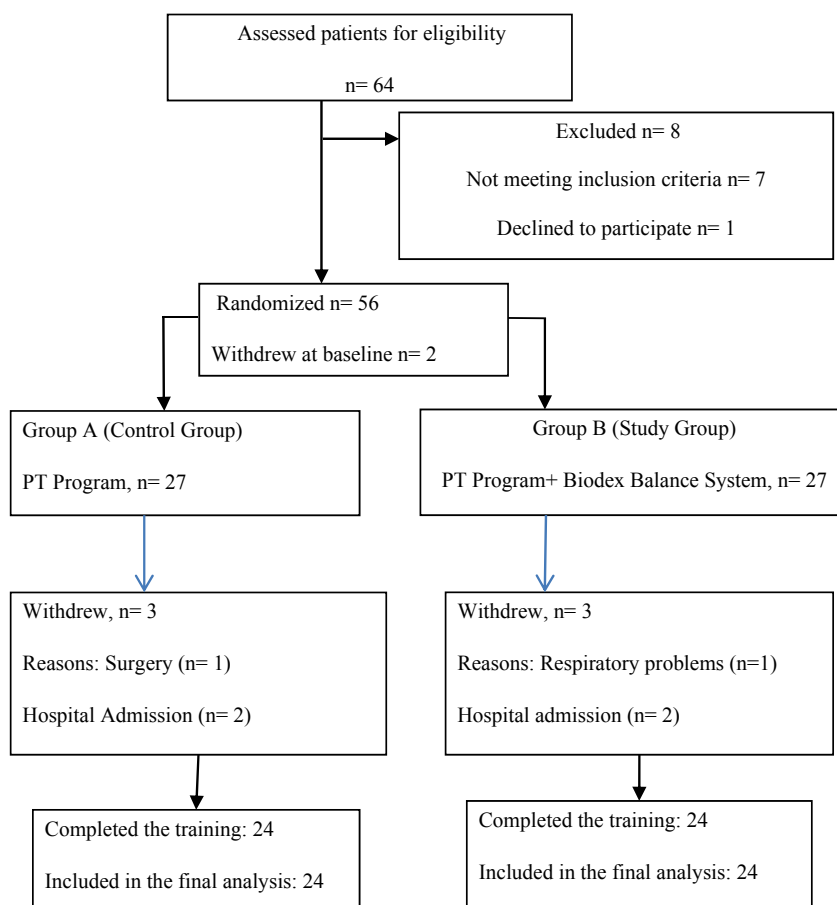 Assessed patients for eligibility
n= 64
Excluded n= 8
Not meeting inclusion criteria n= 7
Declined to participate n= 1
Randomized n= 56
Withdrew at baseline n= 2
Group A (Control Group)
PT Program, n= 27
Group B (Study Group)
PT Program+ Biodex Balance System, n= 27
Withdrew, n= 3
Reasons: Surgery (n= 1)
Hospital Admission (n= 2)
Withdrew, n= 3
Reasons: Respiratory problems (n=1)
Hospital admission (n= 2)
Completed the training: 24
Included in the final analysis: 24
Completed the training: 24
Included in the final analysis: 24